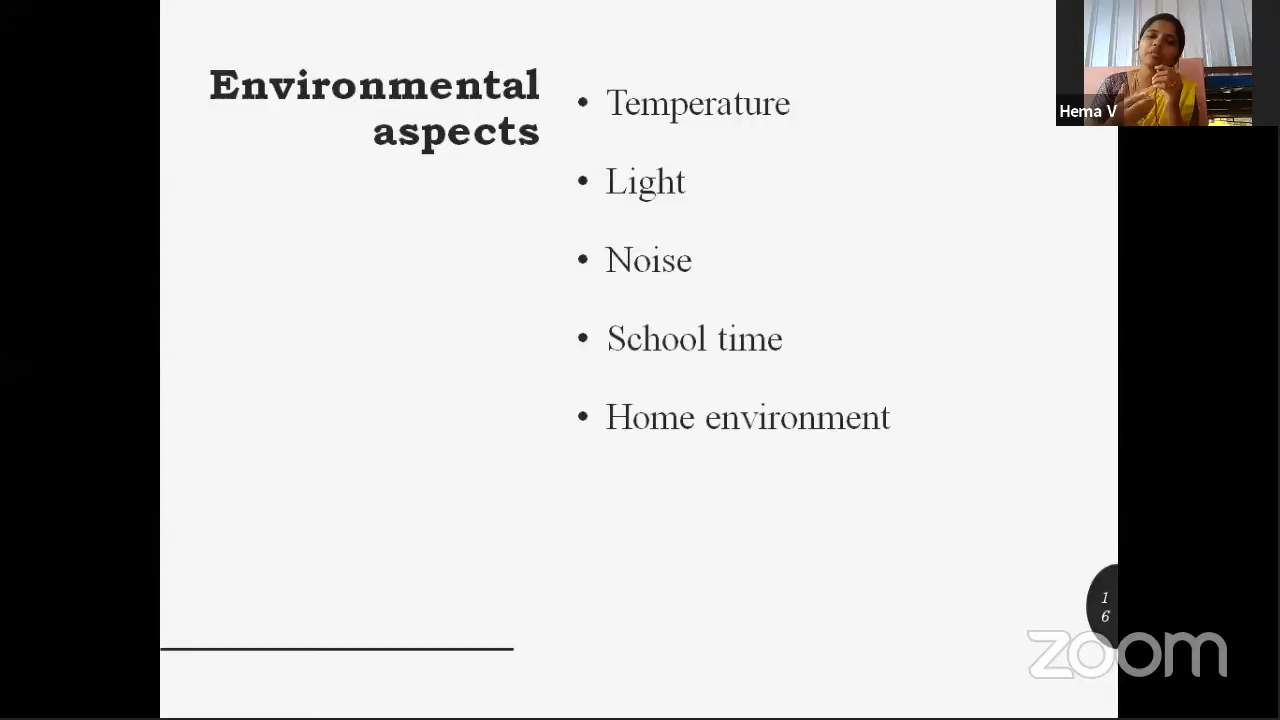 Environmental
aspects
• Temperature
• Light
• Noise
• School time
• Home environment
Hema V
1
6
zoom